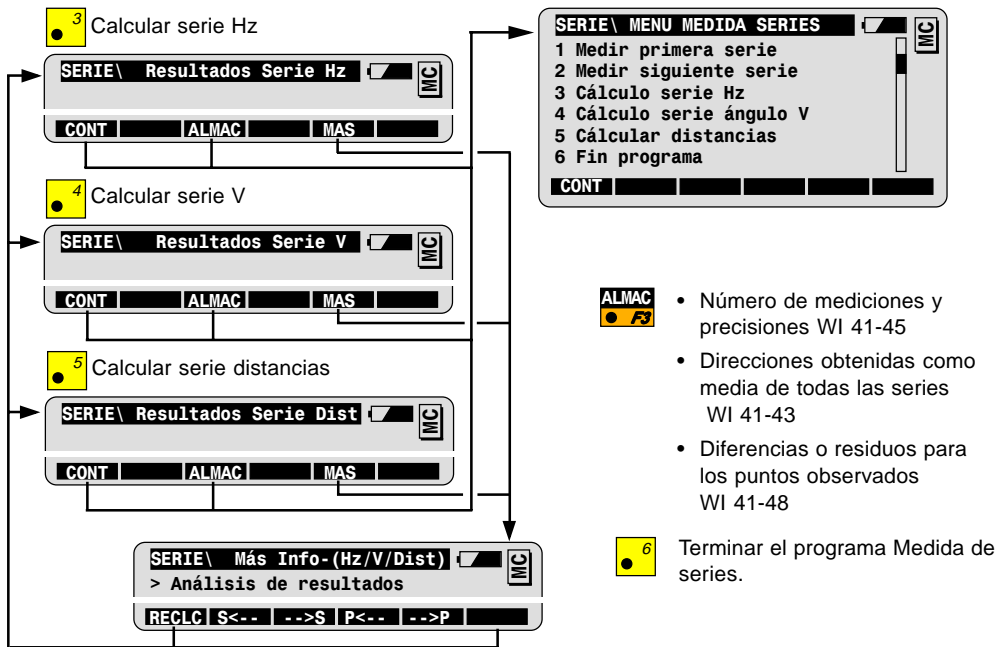 3 Calcular serie Hz
SERIE\ Resultados Serie Hz MC
CONT ALMAC MAS
4 Calcular serie V
SERIE\ Resultados Serie V MC
CONT ALMAC MAS
5 Calcular serie distancias
SERIE\ Resultados Serie Dist MC
CONT ALMAC MAS
SERIE\ Más Info-(Hz/V/Dist) MC
> Análisis de resultados
RECLC S<-- -->S P<-- -->P
SERIE\ MENU MEDIDA SERIES MC
1 Medir primera serie
2 Medir siguiente serie
3 Cálculo serie Hz
4 Cálculo serie ángulo V
5 Cálcular distancias
6 Fin programa
CONT
ALMAC
F3
• Número de mediciones y
precisiones WI 41-45
• Direcciones obtenidas como
media de todas las series
WI 41-43
• Diferencias o residuos para
los puntos observados
WI 41-48
6 Terminar el programa Medida de
series.